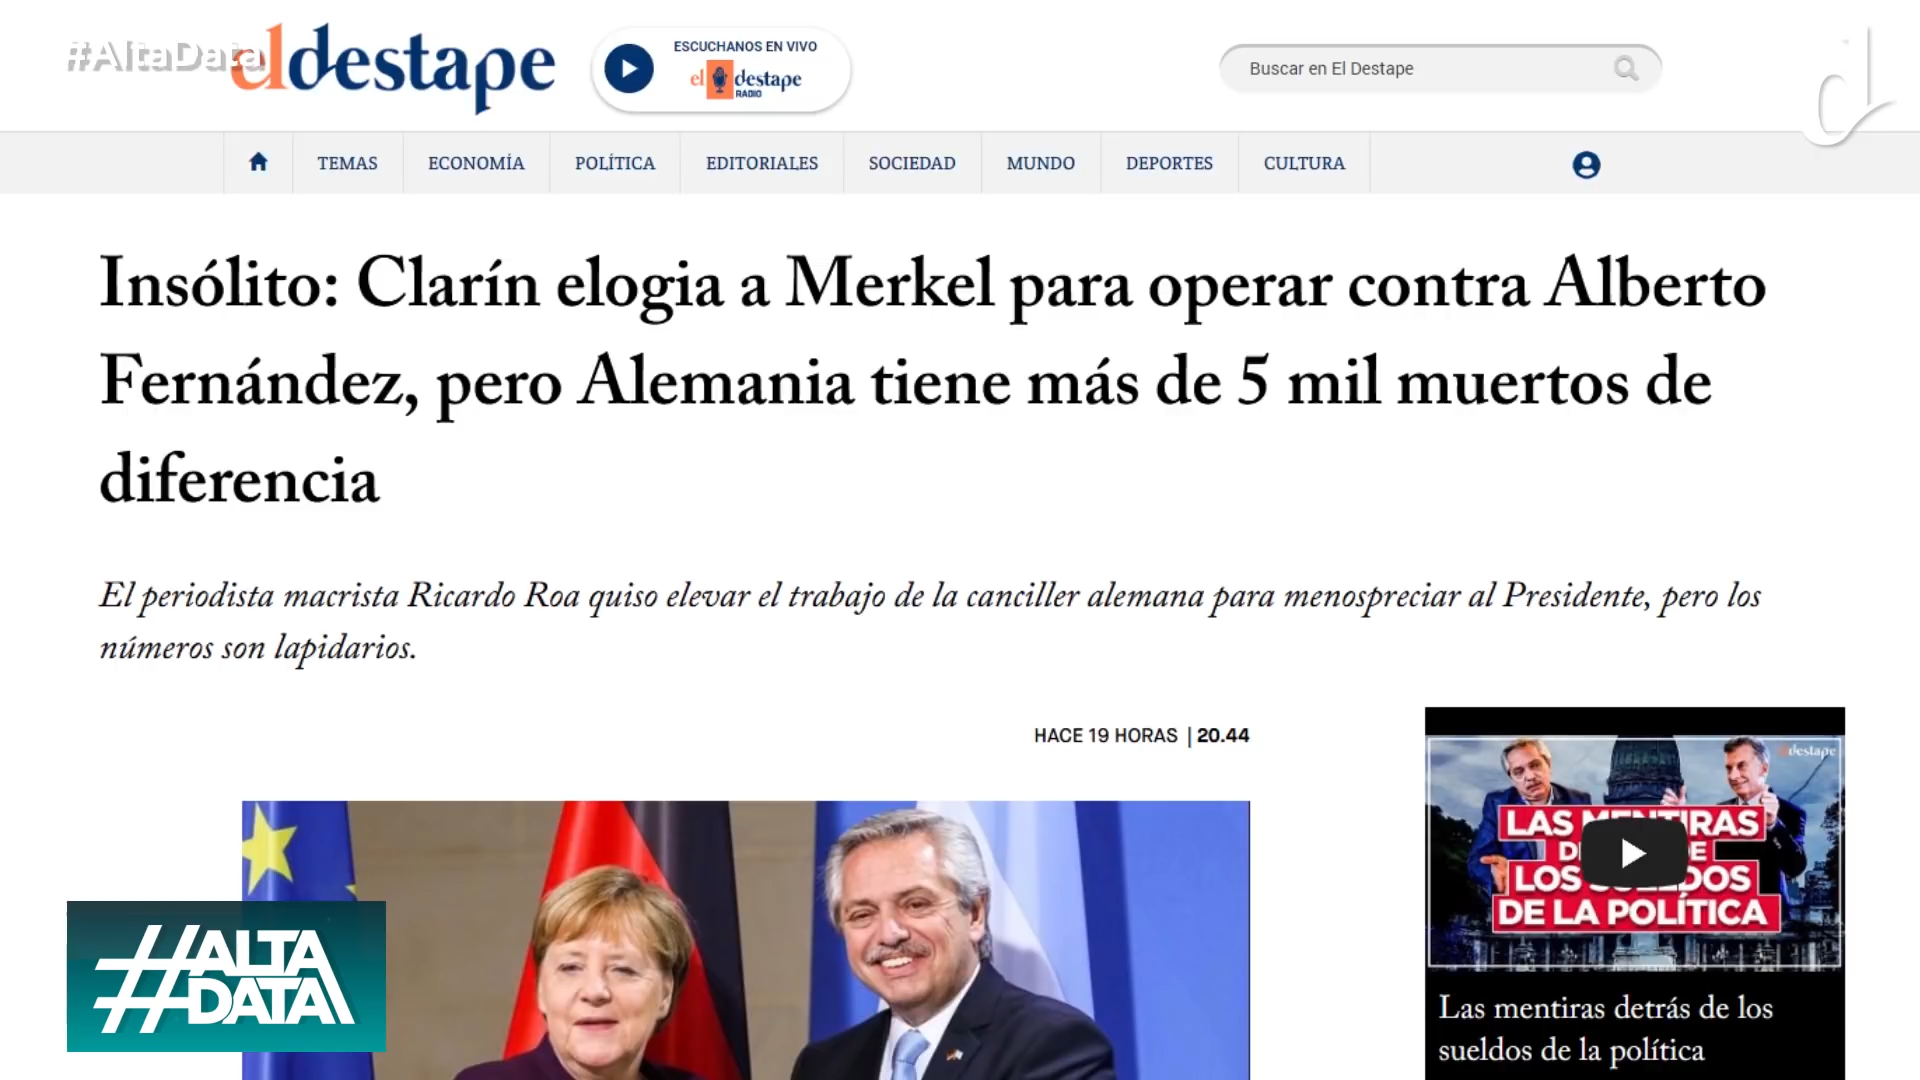 #AltaData
eldestape
ESCUCHANOS EN VIVO
el destape
RADIO
Buscar en El Destape
TEMAS
ECONOMÍA
POLÍTICA
EDITORIALES
SOCIEDAD
MUNDO
DEPORTES
CULTURA
Insólito: Clarín elogia a Merkel para operar contra Alberto
Fernández, pero Alemania tiene más de 5 mil muertos de
diferencia
El periodista macrista Ricardo Roa quiso elevar el trabajo de la canciller alemana para menospreciar al Presidente, pero los
números son lapidarios.
HACE 19 HORAS | 20.44
eldestape
LAS MENTIRAS
LOS SUELDOS
DE LA POLÍTICA
Las mentiras detrás de los
sueldos de la política
#ALTA
DATA